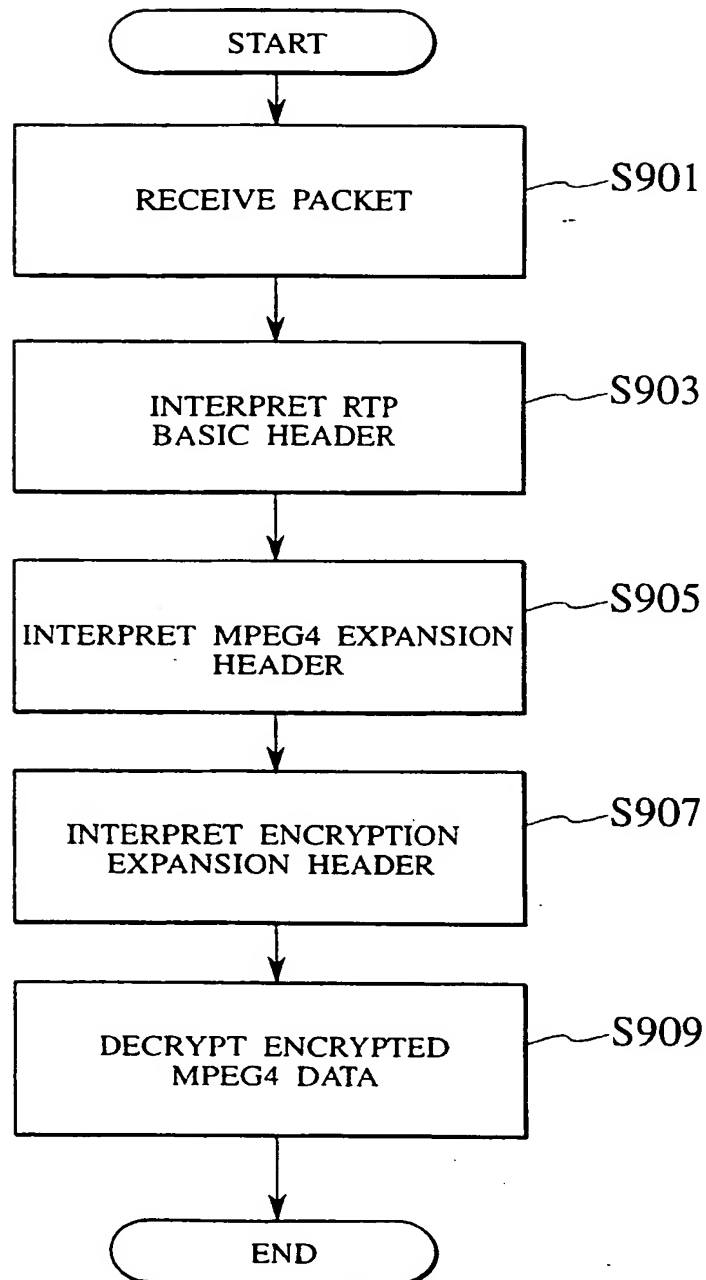 START
RECEIVE PACKET
S901
INTERPRET RTP
BASIC HEADER
S903
INTERPRET MPEG4 EXPANSION
HEADER
S905
INTERPRET ENCRYPTION
EXPANSION HEADER
S907
DECRYPT ENCRYPTED
MPEG4 DATA
S909
END